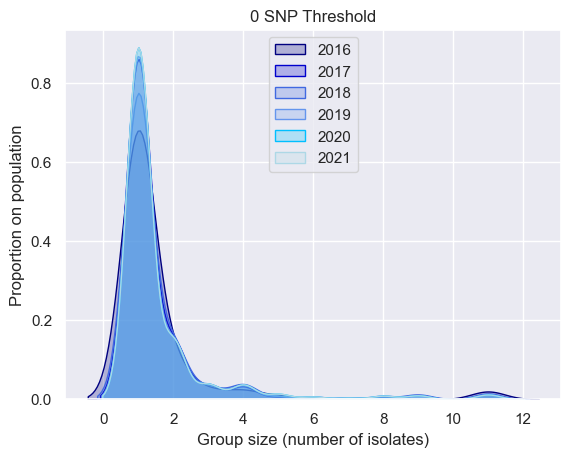 0 SNP Threshold
2016
2017
2018
2019
2020
2021
Proportion on population
0.8
0.6
0.4
0.2
0.0
0 2 4 6 8 10 12
Group size (number of isolates)